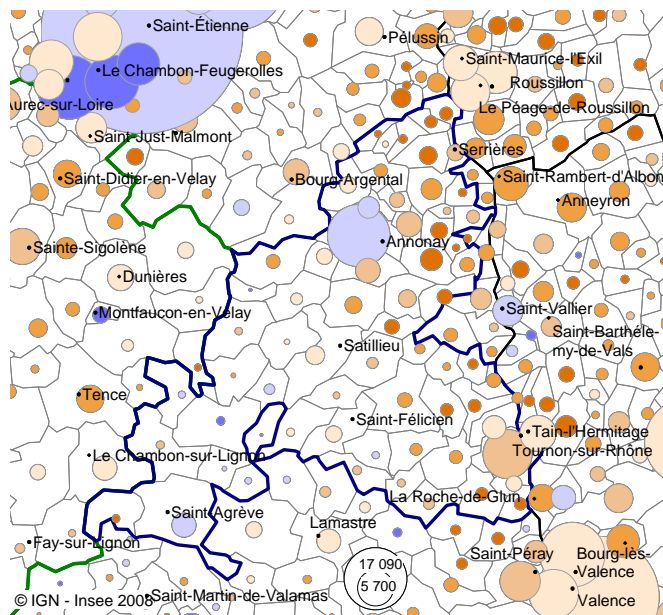 Saint-Étienne
Pélussin
Saint-Maurice-l'Exil
Le Chambon-Feugerolles
Roussillon
Aurec-sur-Loire
Le Péage-de-Roussillon
Saint-Just-Malmont
Serrières
Saint-Didier-en-Velay
Bourg-Argental
Saint-Rambert-d'Albon
Anneyron
Sainte-Sigolène
Annonay
Dunières
Montfaucon-en-Velay
Saint-Vallier
Saint-Barthéle-
my-de-Vals
Satillieu
Tence
Saint-Félicien
Tain-l'Hermitage
Tournon-sur-Rhône
Le Chambon-sur-Lignon
La Roche-de-Glun
Saint-Agrève
Lamastre
Fay-sur-Lignon
Saint-Péray
Bourg-lès-
Valence
17 090
5 700
Valence
© IGN - Insee 2008
Saint-Martin-de-Valamas